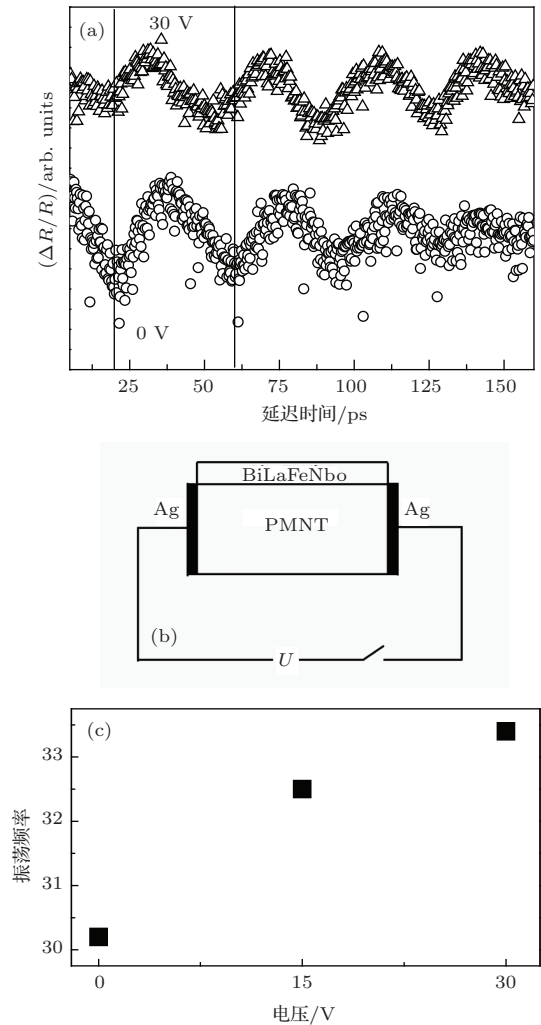 (a)
30 V
0 V
(ΔR/R)/arb. units
25 50 75 100 125 150
延迟时间/ps
BiLaFeNbo
Ag
PMNT
Ag
(b)
U
(c)
33
32
31
30
振荡频率
0 15 30
电压/V